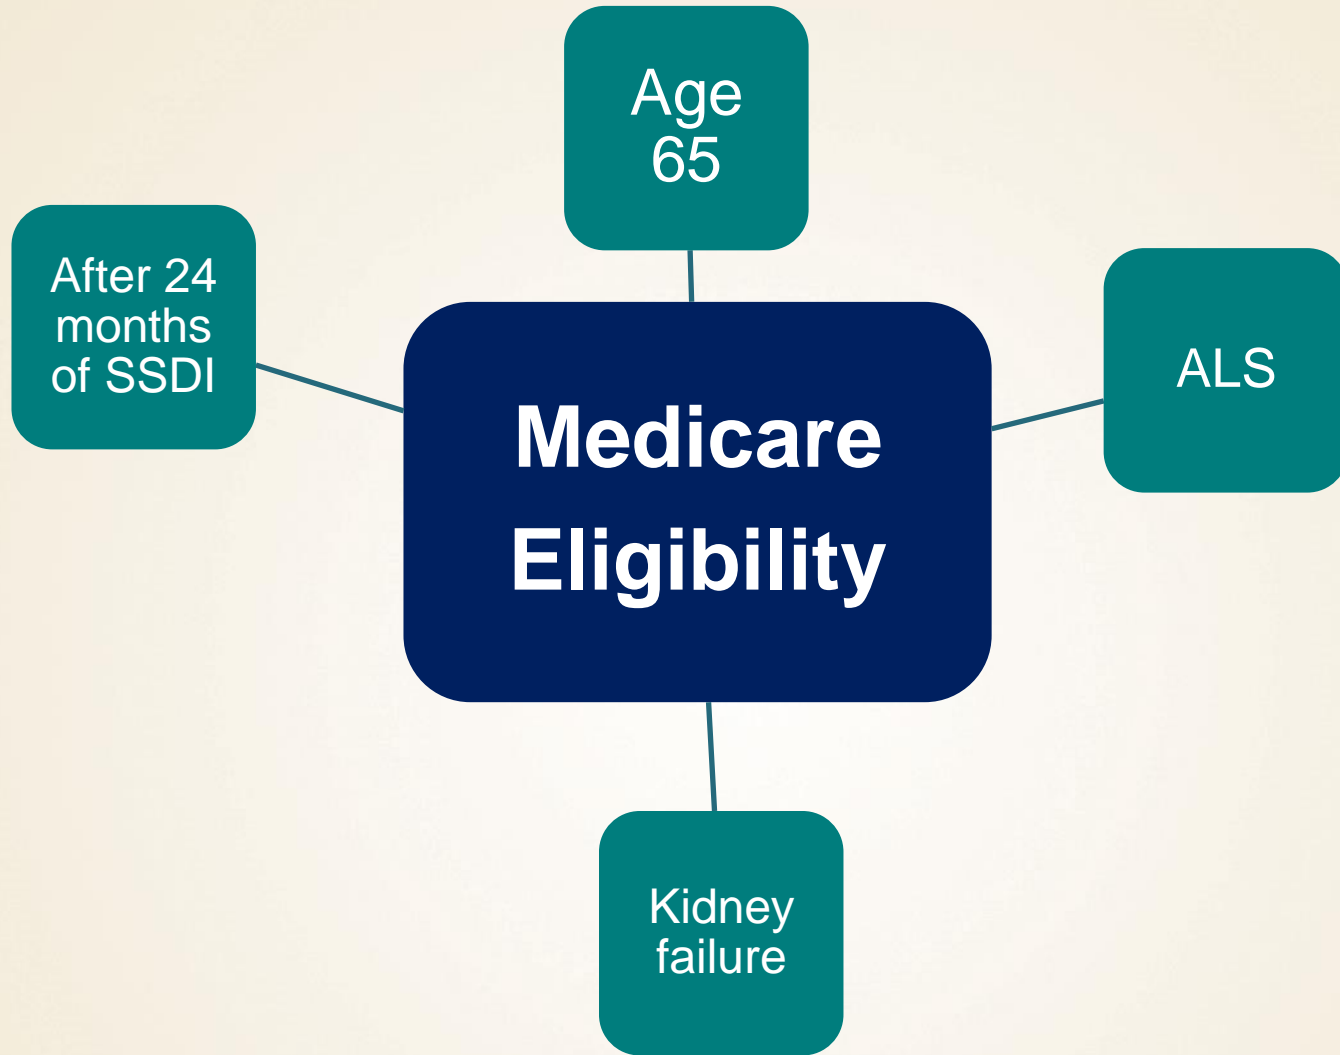 Age
65
After 24
months
of SSDI
ALS
Medicare
Eligibility
Kidney
failure